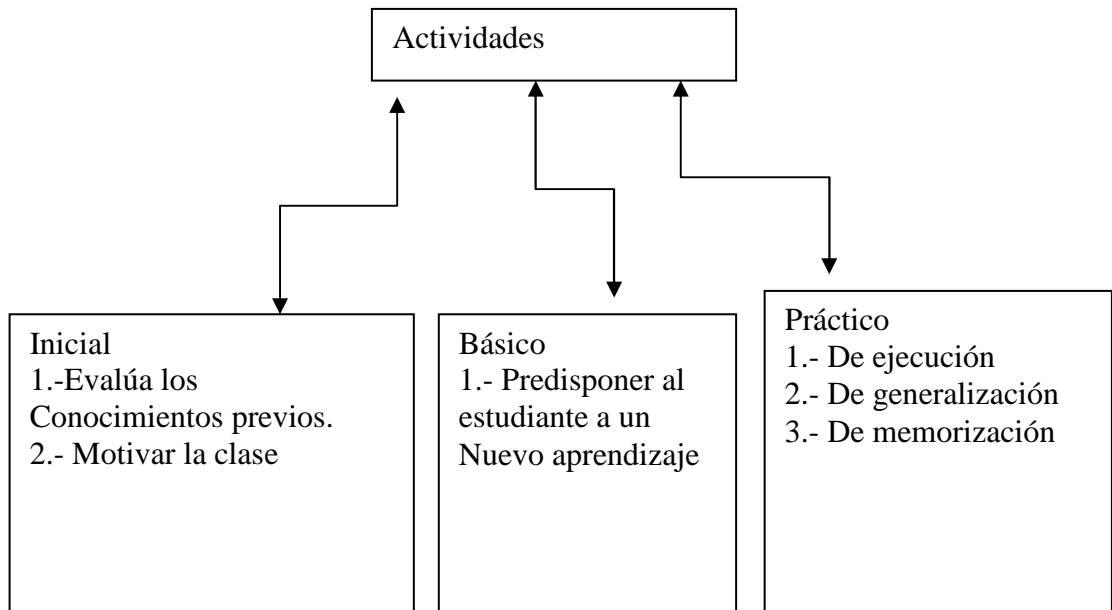 Actividades
Inicial
1.-Evalúa los
Conocimientos previos.
2.- Motivar la clase
Básico
1.- Predisponer al
estudiante a un
Nuevo aprendizaje
Práctico
1.- De ejecución
2.- De generalización
3.- De memorización